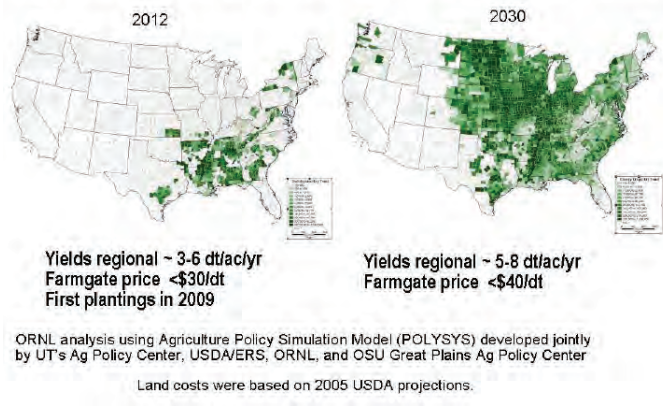 2012
2030
Yields regional ~ 3-6 dt/ac/yr
Farmgate price <$30/dt
First plantings in 2009
Yields regional ~ 5-8 dt/ac/yr
Farmgate price <$40/dt
ORNL analysis using Agriculture Policy Simulation Model (POLYSYS) developed jointly
by UT's Ag Policy Center, USDA/ERS, ORNL, and OSU Great Plains Ag Policy Center
Land costs were based on 2005 USDA projections.